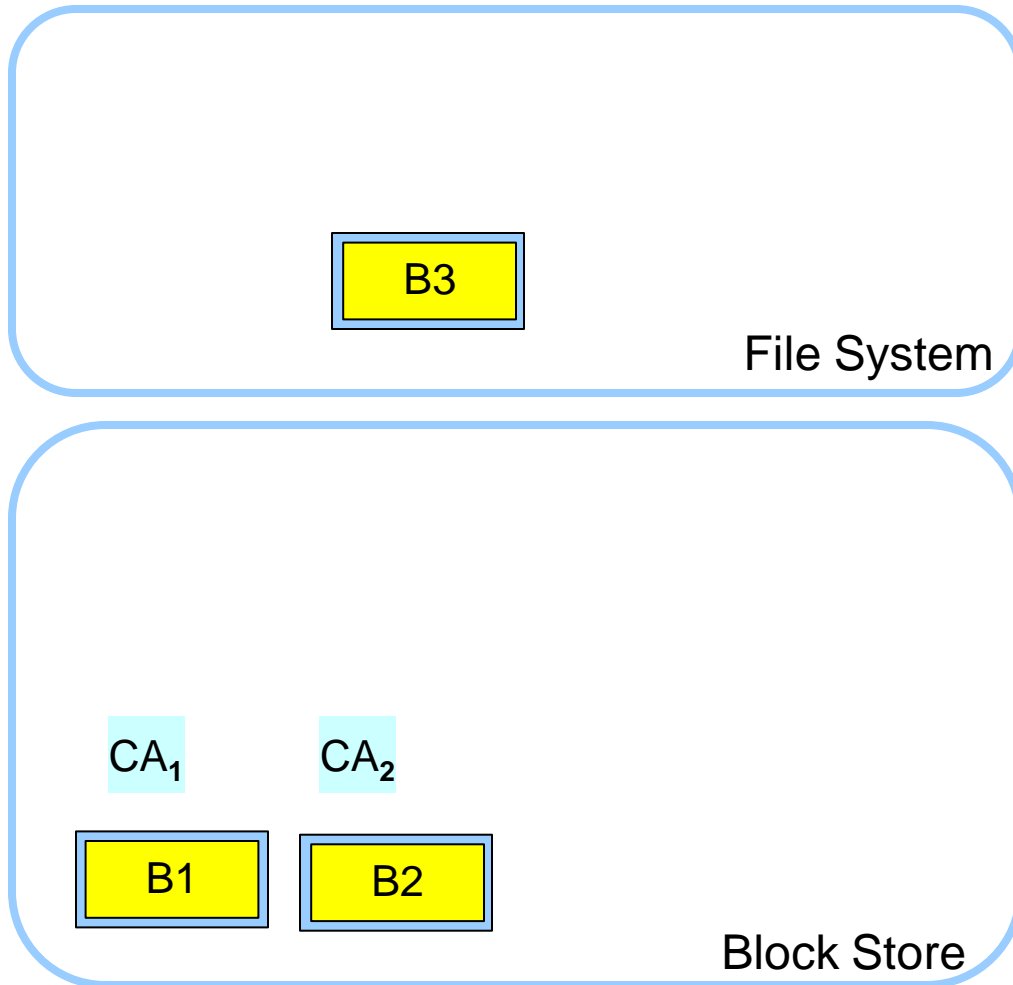 B3
File System
CA₁ CA₂
B1 B2
Block Store